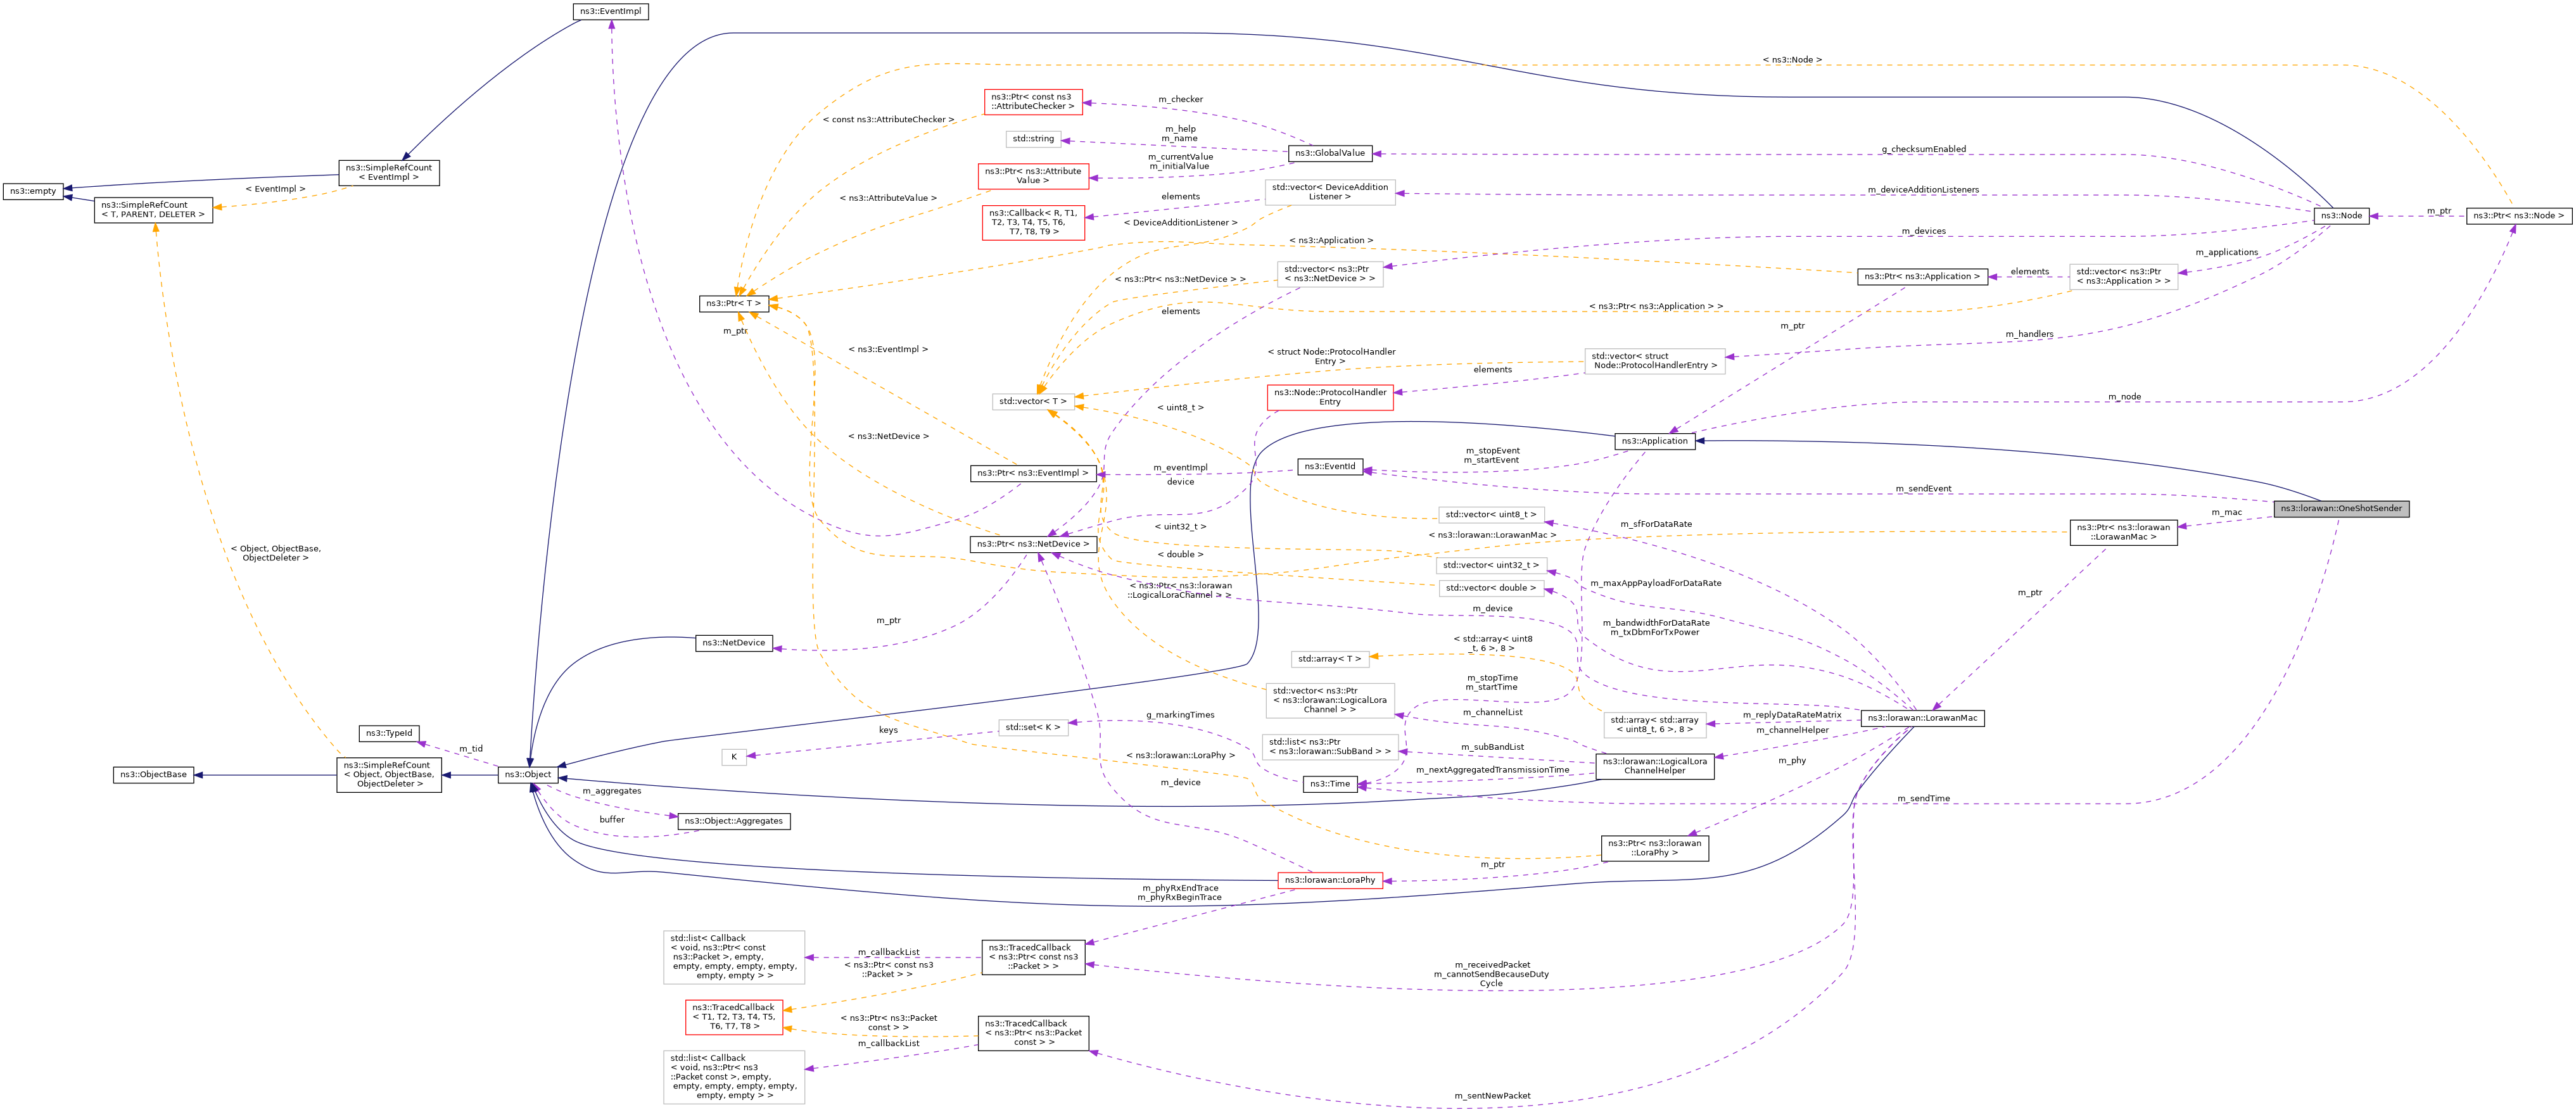 ns3::EventImpl
< ns3::Node >
ns3::Ptr< const ns3
::AttributeChecker >
m_checker
< const ns3::AttributeChecker >
std::string
m_help
m_name
ns3::GlobalValue
g_checksumEnabled
m_currentValue
m_initialValue
ns3::SimpleRefCount
< EventImpl >
ns3::Ptr< ns3::Attribute
Value >
ns3::empty
< EventImpl >
ns3::SimpleRefCount
< T, PARENT, DELETER >
< ns3::AttributeValue >
std::vector< DeviceAddition
Listener >
m_deviceAdditionListeners
elements
ns3::Callback< R, T1,
T2, T3, T4, T5, T6,
T7, T8, T9 >
< DeviceAdditionListener >
ns3::Node
m_ptr
ns3::Ptr< ns3::Node >
m_devices
< ns3::Application >
m_applications
std::vector< ns3::Ptr
< ns3::NetDevice > >
< ns3::Ptr< ns3::NetDevice > >
ns3::Ptr< ns3::Application >
elements
std::vector< ns3::Ptr
< ns3::Application > >
ns3::Ptr< T >
elements
< ns3::Ptr< ns3::Application > >
m_ptr
m_ptr
m_handlers
< ns3::EventImpl >
< struct Node::ProtocolHandler
Entry >
std::vector< struct
Node::ProtocolHandlerEntry >
elements
ns3::Node::ProtocolHandler
Entry
std::vector< T >
< uint8_t >
m_node
< ns3::NetDevice >
ns3::Application
m_stopEvent
m_startEvent
ns3::Ptr< ns3::EventImpl >
m_eventImpl
ns3::EventId
device
m_sendEvent
ns3::lorawan::OneShotSender
std::vector< uint8_t >
m_sfForDataRate
m_mac
< uint32_t >
< ns3::lorawan::LorawanMac >
ns3::Ptr< ns3::lorawan
::LorawanMac >
ns3::Ptr< ns3::NetDevice >
< Object, ObjectBase,
ObjectDeleter >
< double >
std::vector< uint32_t >
m_maxAppPayloadForDataRate
std::vector< double >
< ns3::Ptr< ns3::lorawan
::LogicalLoraChannel > >
m_ptr
m_device
m_ptr
m_bandwidthForDataRate
m_txDbmForTxPower
ns3::NetDevice
< std::array< uint8
_t, 6 >, 8 >
std::array< T >
m_stopTime
m_startTime
std::vector< ns3::Ptr
< ns3::lorawan::LogicalLora
Channel > >
m_channelList
g_markingTimes
std::set< K >
std::array< std::array
< uint8_t, 6 >, 8 >
m_replyDataRateMatrix
ns3::lorawan::LorawanMac
m_channelHelper
ns3::TypeId
keys
m_tid
std::list< ns3::Ptr
< ns3::lorawan::SubBand > >
m_subBandList
K
< ns3::lorawan::LoraPhy >
ns3::lorawan::LogicalLora
ChannelHelper
m_phy
m_nextAggregatedTransmissionTime
ns3::ObjectBase
ns3::SimpleRefCount
< Object, ObjectBase,
ObjectDeleter >
ns3::Object
ns3::Time
m_device
m_sendTime
m_aggregates
buffer
ns3::Object::Aggregates
ns3::Ptr< ns3::lorawan
::LoraPhy >
m_ptr
ns3::lorawan::LoraPhy
m_phyRxEndTrace
m_phyRxBeginTrace
std::list< Callback
< void, ns3::Ptr< const
ns3::Packet >, empty,
empty, empty, empty, empty,
empty, empty > >
m_callbackList
ns3::TracedCallback
< ns3::Ptr< const ns3
::Packet > >
< ns3::Ptr< const ns3
::Packet > >
m_receivedPacket
m_cannotSendBecauseDuty
Cycle
ns3::TracedCallback
< T1, T2, T3, T4, T5,
T6, T7, T8 >
< ns3::Ptr< ns3::Packet
const > >
ns3::TracedCallback
< ns3::Ptr< ns3::Packet
const > >
m_callbackList
std::list< Callback
< void, ns3::Ptr< ns3
::Packet const >, empty,
empty, empty, empty, empty,
empty, empty > >
m_sentNewPacket